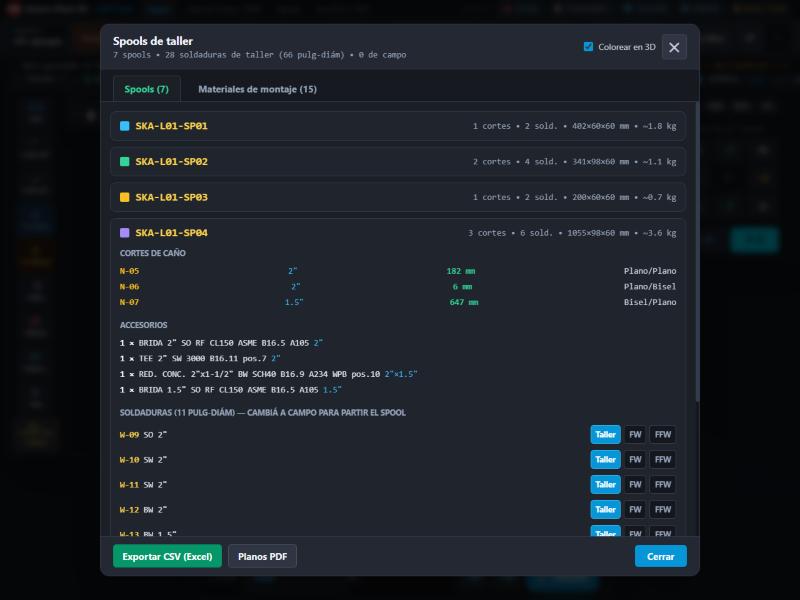 Spools de taller
7 spools • 28 soldaduras de taller (66 pulg-diám) • 0 de campo
Colorear en 3D
Spools (7)
Materiales de montaje (15)
SKA-L01-SP01
1 cortes • 2 sold. • 402×60×60 mm • ~1.8 kg
SKA-L01-SP02
2 cortes • 4 sold. • 341×98×60 mm • ~1.1 kg
SKA-L01-SP03
1 cortes • 2 sold. • 200×60×60 mm • ~0.7 kg
SKA-L01-SP04
3 cortes • 6 sold. • 1055×98×60 mm • ~3.6 kg
CORTES DE CAÑO
N-05 2" 182 mm Plano/Plano
N-06 2" 6 mm Plano/Bisel
N-07 1.5" 647 mm Bisel/Plano
ACCESORIOS
1 × BRIDA 2" SO RF CL150 ASME B16.5 A105 2"
1 × TEE 2" SW 3000 B16.11 pos.7 2"
1 × RED. CONC. 2"x1-1/2" BW SCH40 B16.9 A234 WPB pos.10 2"×1.5"
1 × BRIDA 1.5" SO RF CL150 ASME B16.5 A105 1.5"
SOLDADURAS (11 PULG-DIÁM) — CAMBIÁ A CAMPO PARA PARTIR EL SPOOL
W-09 SO 2" Taller FW FFW
W-10 SW 2" Taller FW FFW
W-11 SW 2" Taller FW FFW
W-12 BW 2" Taller FW FFW
W-13 BW 1.5" Taller FW FFW
Exportar CSV (Excel)
Planos PDF
Cerrar